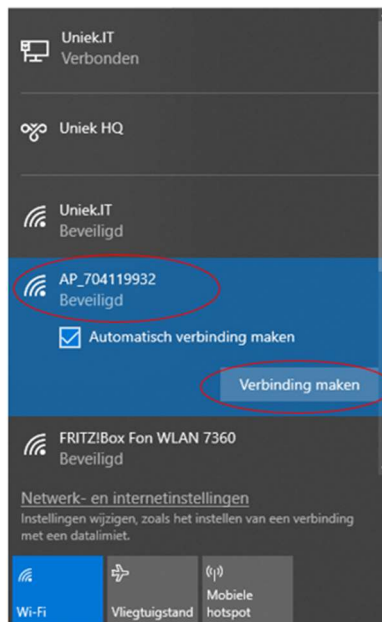 Uniek.IT
Verbonden
Uniek HQ
Uniek.IT
Beveiligd
AP_704119932
Beveiligd
Automatisch verbinding maken
Verbinding maken
FRITZ!Box Fon WLAN 7360
Beveiligd
Netwerk- en internetinstellingen
Instellingen wijzigen, zoals het instellen van een verbinding
met een datalimiet.
Wi-Fi
Vliegtuigstand
Mobiele
hotspot